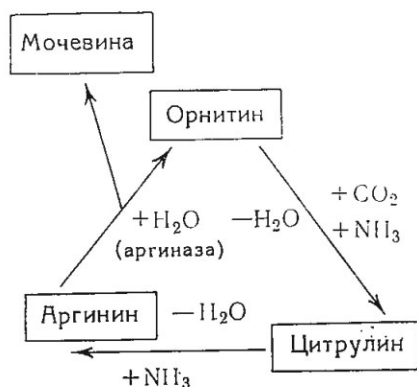 Мочевина
Орнитин
+CO₂
+H₂O —H₂O
+NH₃
(аргиназа)
Аргинин —H₂O
Цитрулин
+NH₃